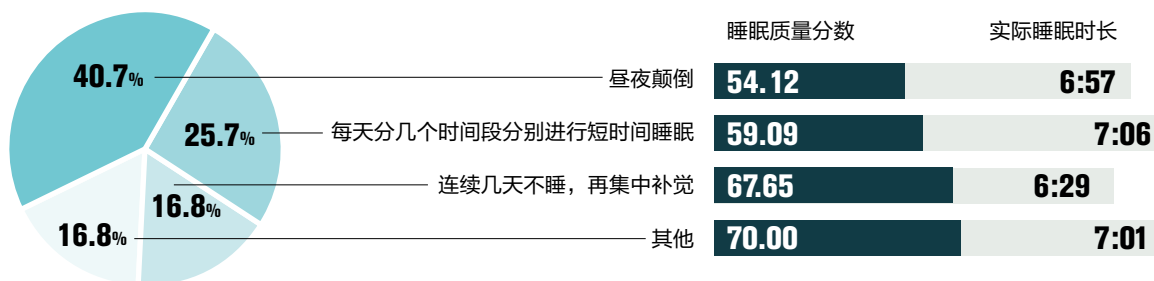 睡眠质量分数 实际睡眠时长
40.7% 昼夜颠倒 54.12 6:57
25.7% 每天分几个时间段分别进行短时间睡眠 59.09 7:06
16.8% 连续几天不睡，再集中补觉 67.65 6:29
16.8% 其他 70.00 7:01